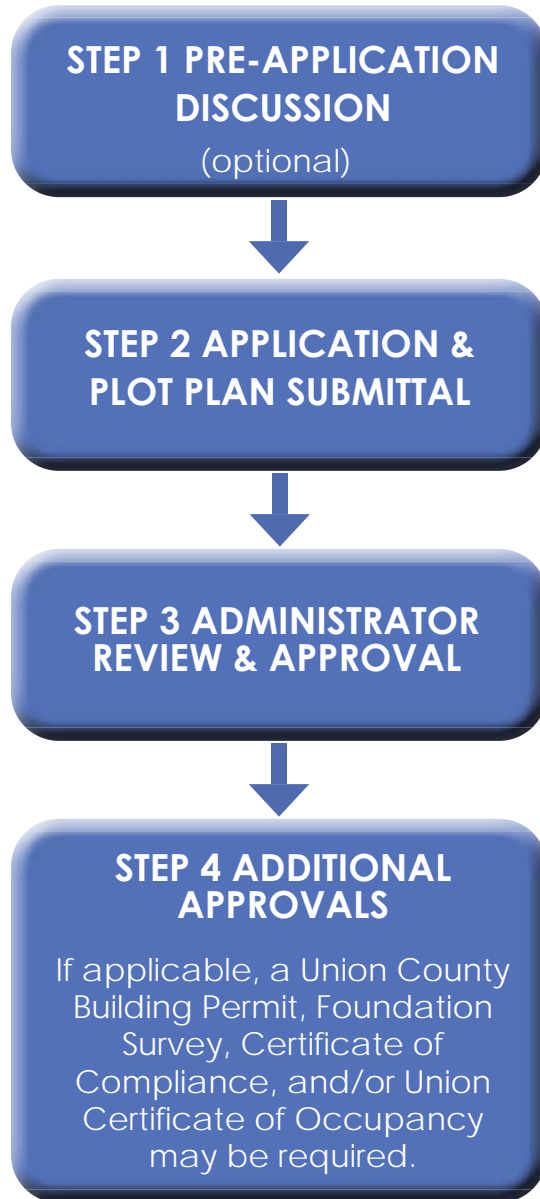 STEP 1 PRE-APPLICATION
DISCUSSION
(optional)
STEP 2 APPLICATION &
PLOT PLAN SUBMITTAL
STEP 3 ADMINISTRATOR
REVIEW & APPROVAL
STEP 4 ADDITIONAL
APPROVALS
If applicable, a Union County
Building Permit, Foundation
Survey, Certificate of
Compliance, and/or Union
Certificate of Occupancy
may be required.